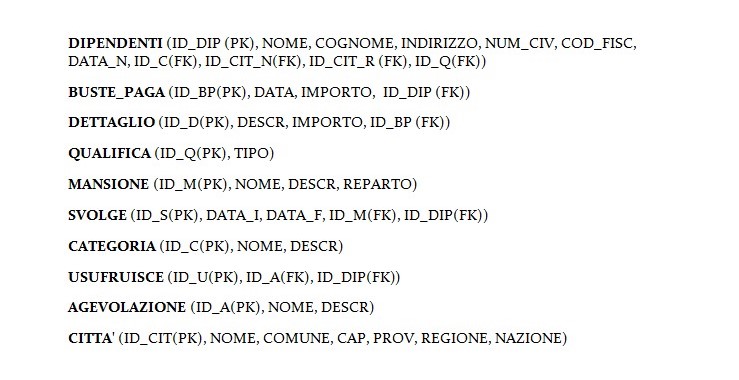 DIPENDENTI (ID_DIP (PK), NOME, COGNOME, INDIRIZZO, NUM_CIV, COD_FISC,
DATA_N, ID_C(FK), ID_CIT_N(FK), ID_CIT_R (FK), ID_Q(FK))
BUSTE_PAGA (ID_BP(PK), DATA, IMPORTO, ID_DIP (FK))
DETTAGLIO (ID_D(PK), DESCR, IMPORTO, ID_BP (FK))
QUALIFICA (ID_Q(PK), TIPO)
MANSIONE (ID_M(PK), NOME, DESCR, REPARTO)
SVOLGE (ID_S(PK), DATA_I, DATA_F, ID_M(FK), ID_DIP(FK))
CATEGORIA (ID_C(PK), NOME, DESCR)
USUFRUISCE (ID_U(PK), ID_A(FK), ID_DIP(FK))
AGEVOLAZIONE (ID_A(PK), NOME, DESCR)
CITTA' (ID_CIT(PK), NOME, COMUNE, CAP, PROV, REGIONE, NAZIONE)